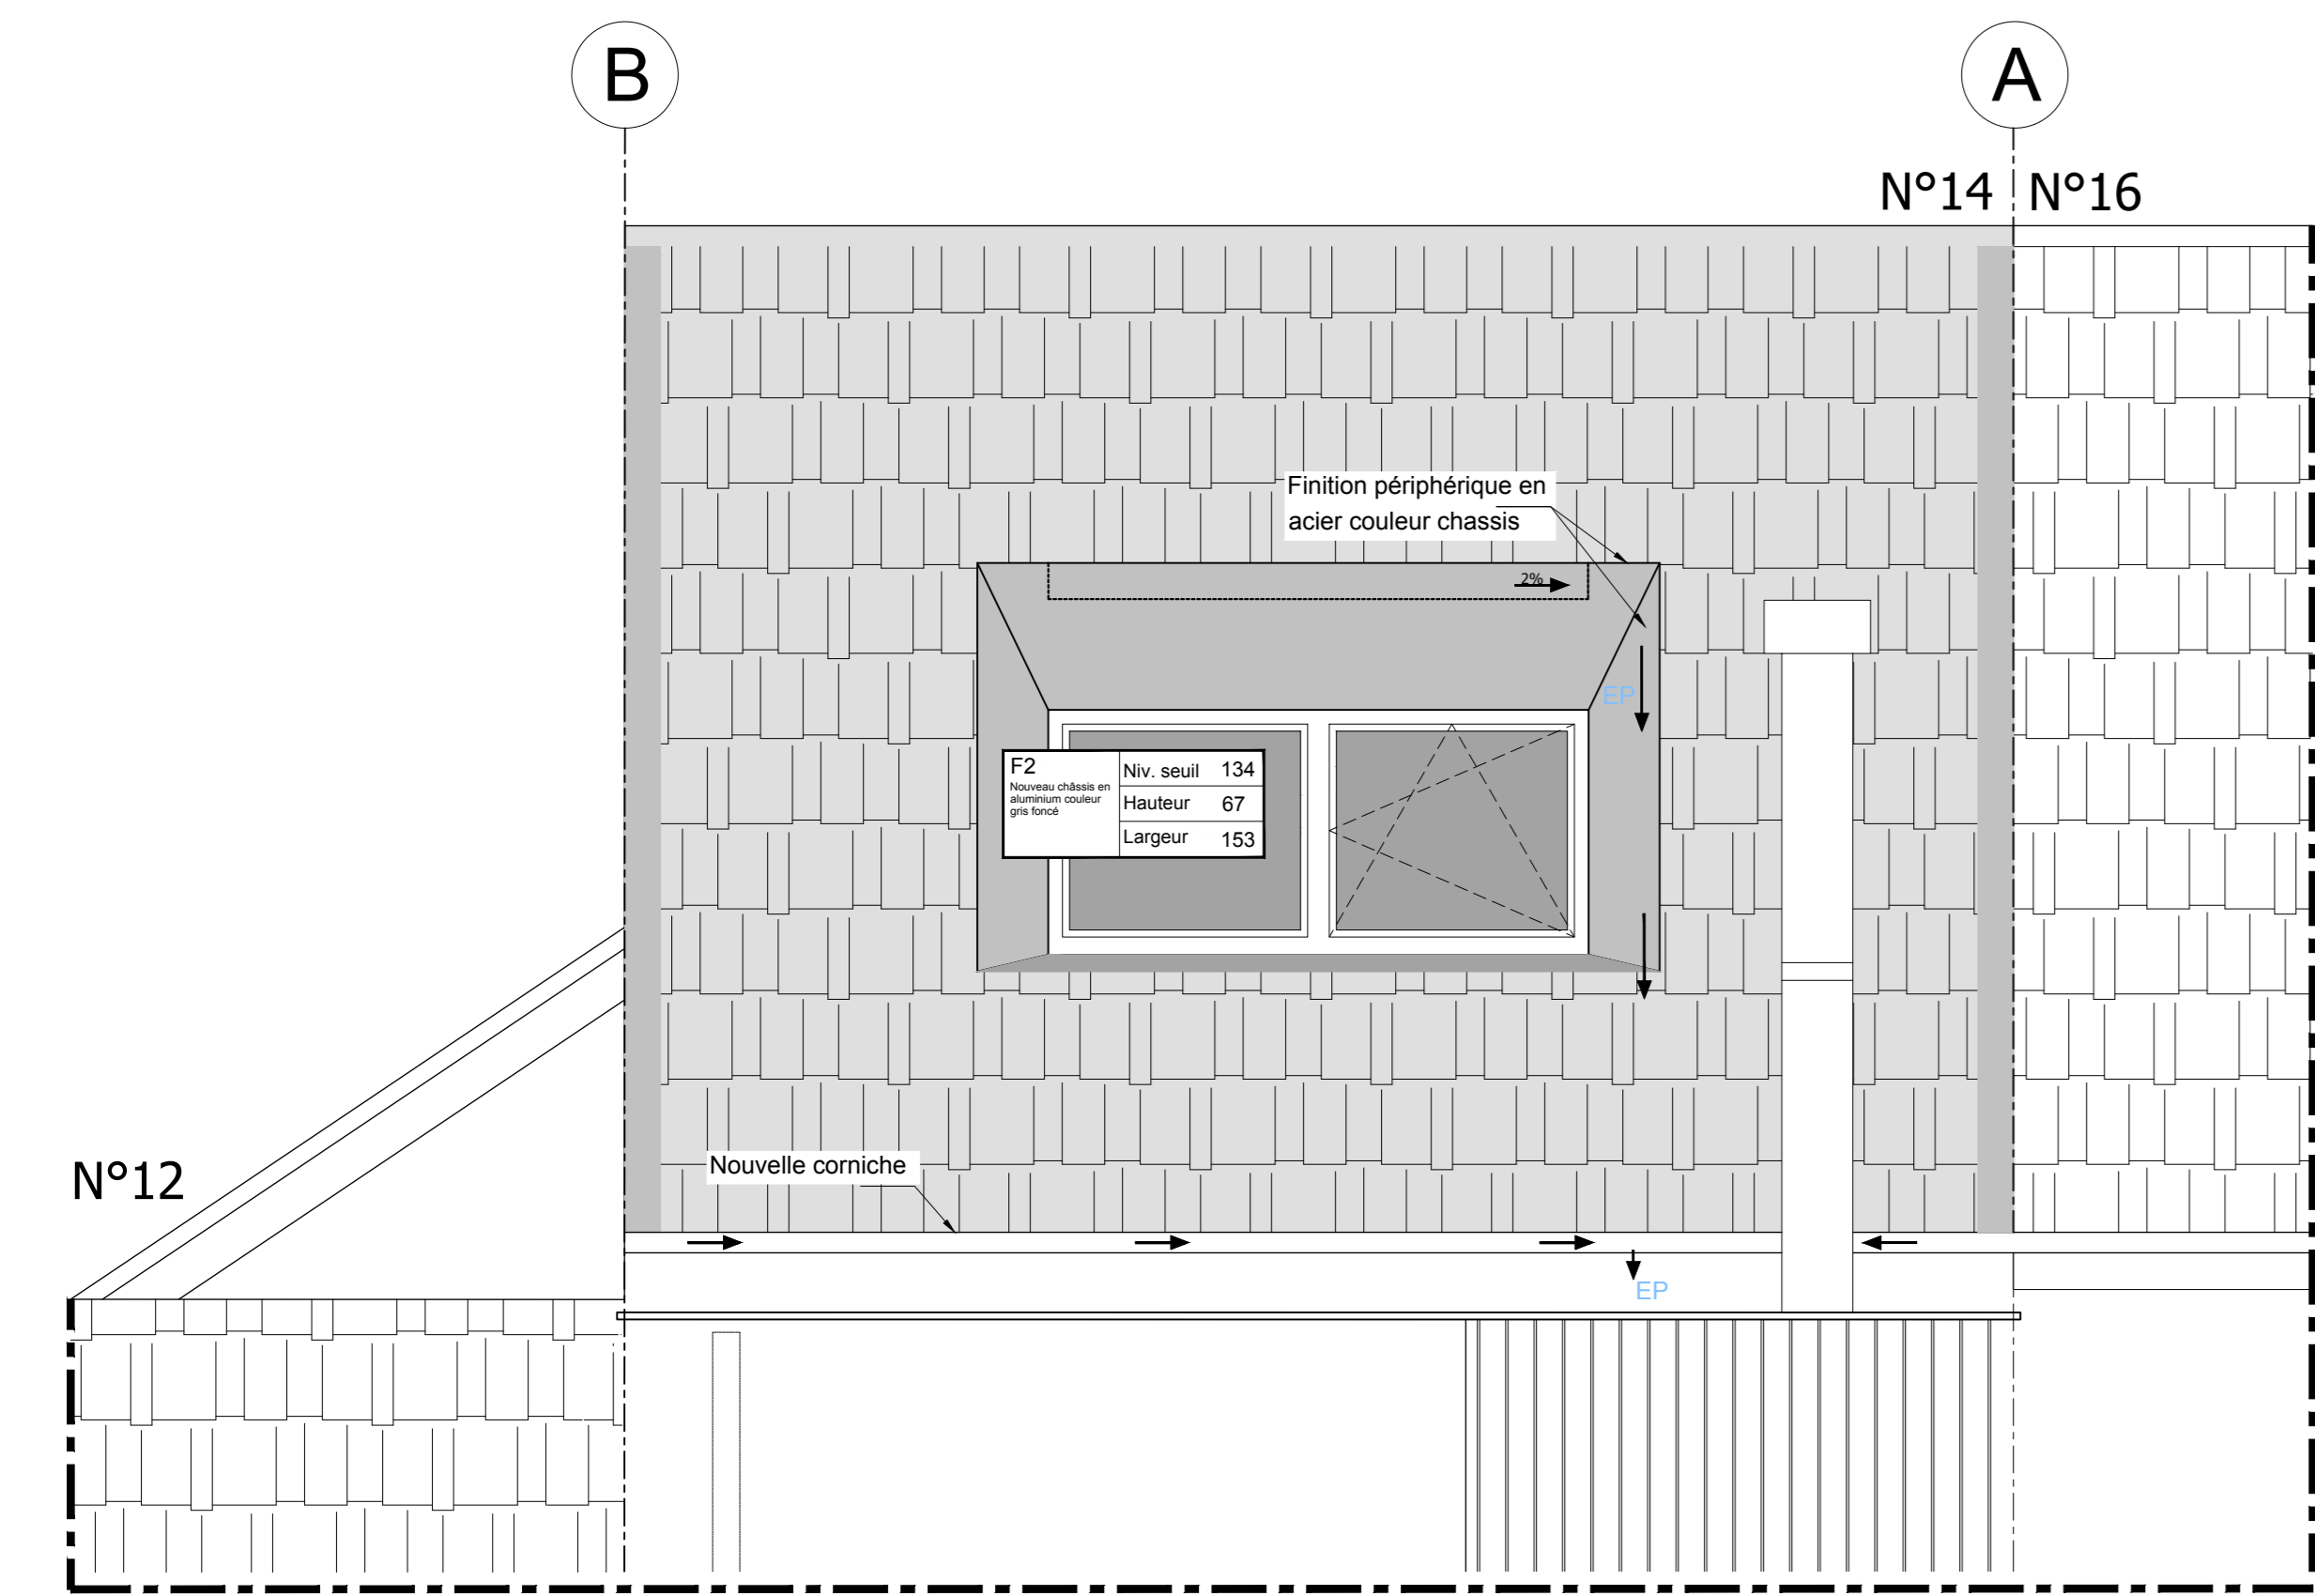 B
A
N°14
N°16
Finition périphérique en
acier couleur chassis
2%
EP
F2
Nouveau châssis en
aluminium couleur
gris foncé
Niv. seuil 134
Hauteur 67
Largeur 153
N°12
Nouvelle corniche
EP